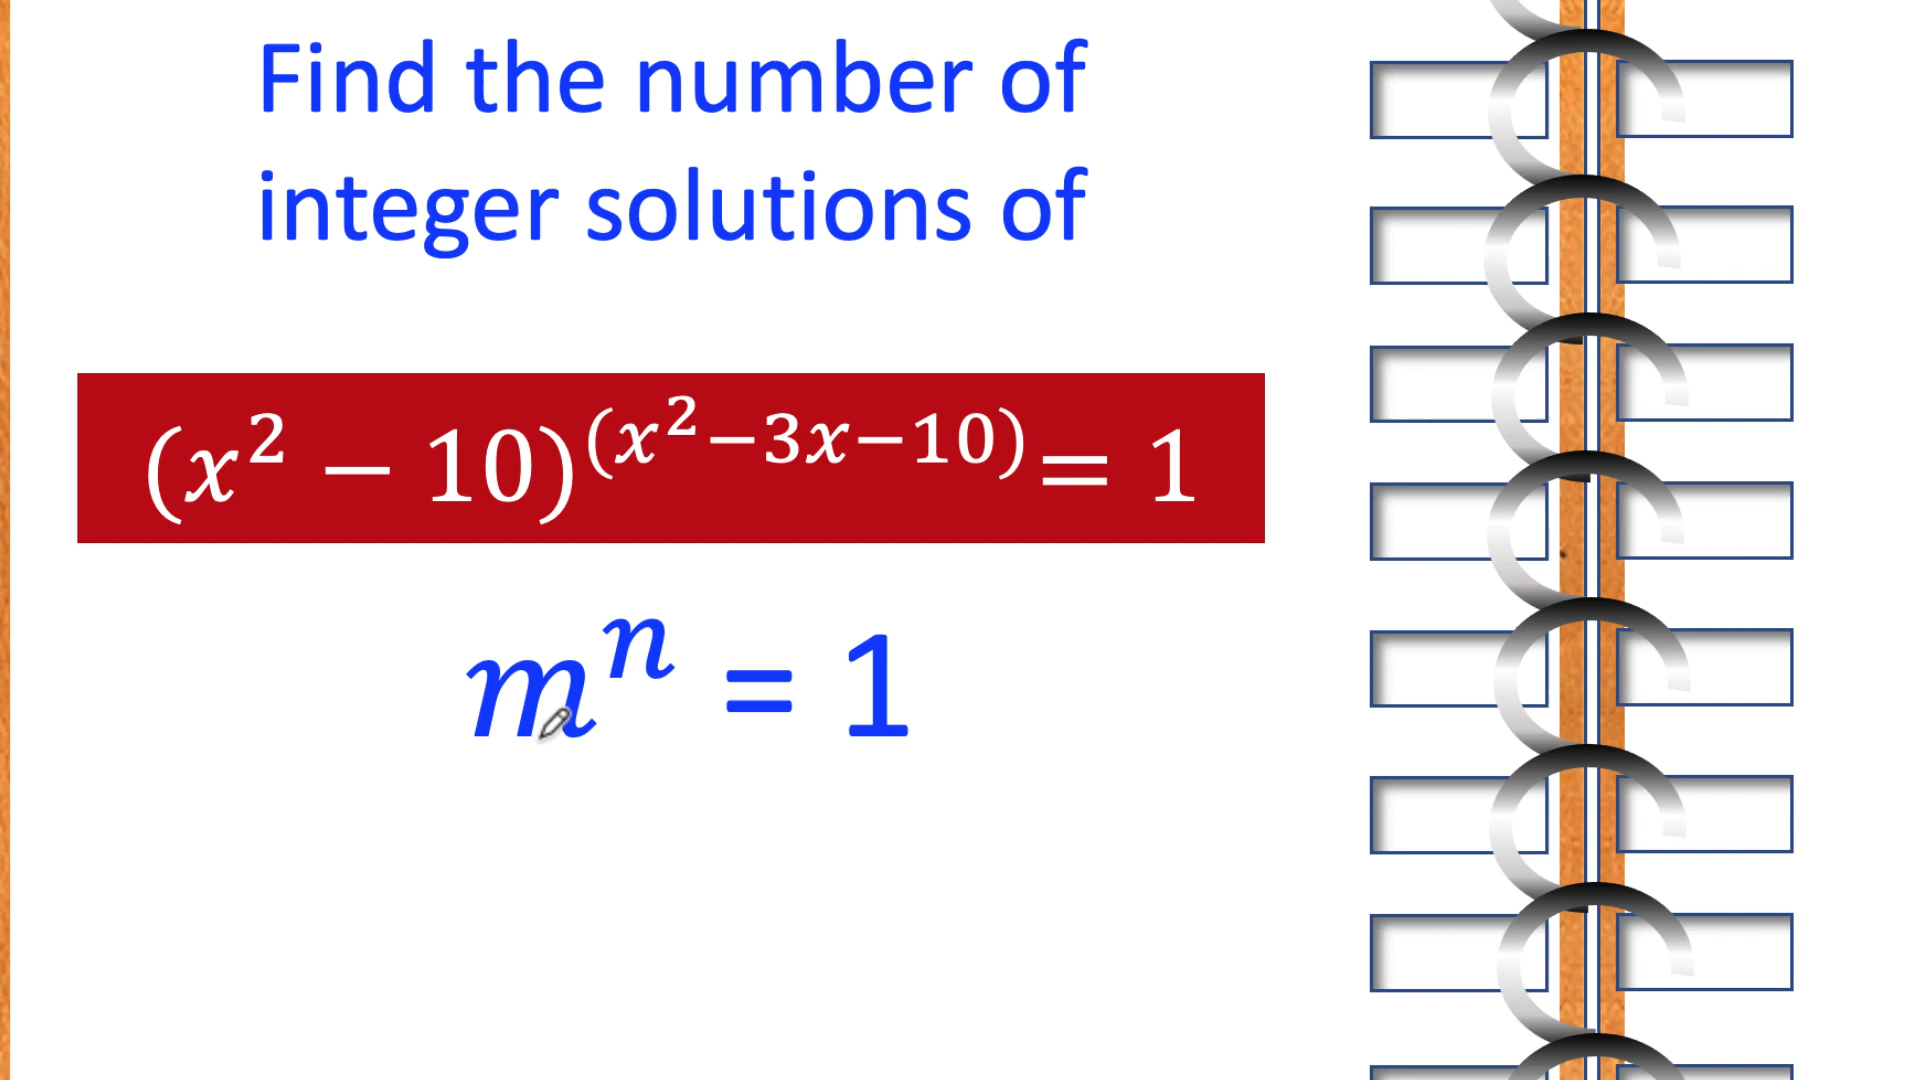 Find the number of
integer solutions of
(x² − 10)^(x²−3x−10) = 1
mⁿ = 1